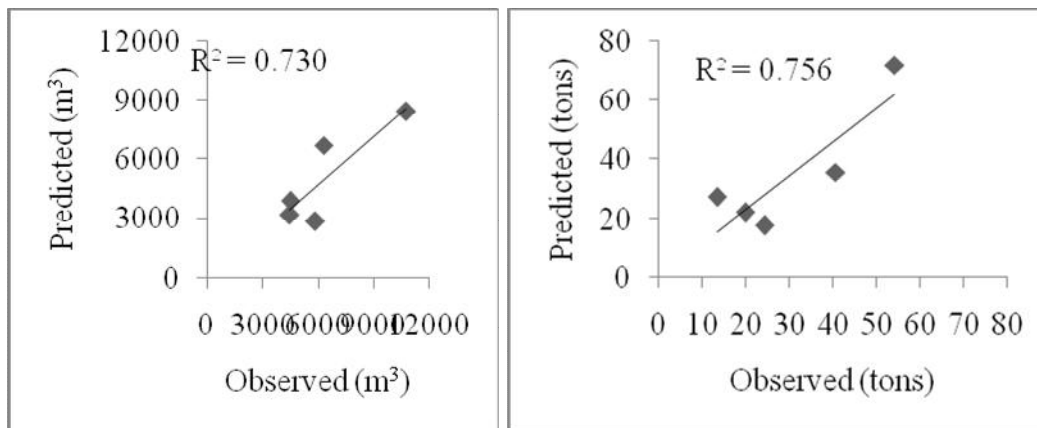 12000
R² = 0.730
9000
6000
3000
0
Predicted (m³)
0 3000 6000 9000 12000
Observed (m³)
80
R² = 0.756
60
40
20
0
Predicted (tons)
0 10 20 30 40 50 60 70 80
Observed (tons)